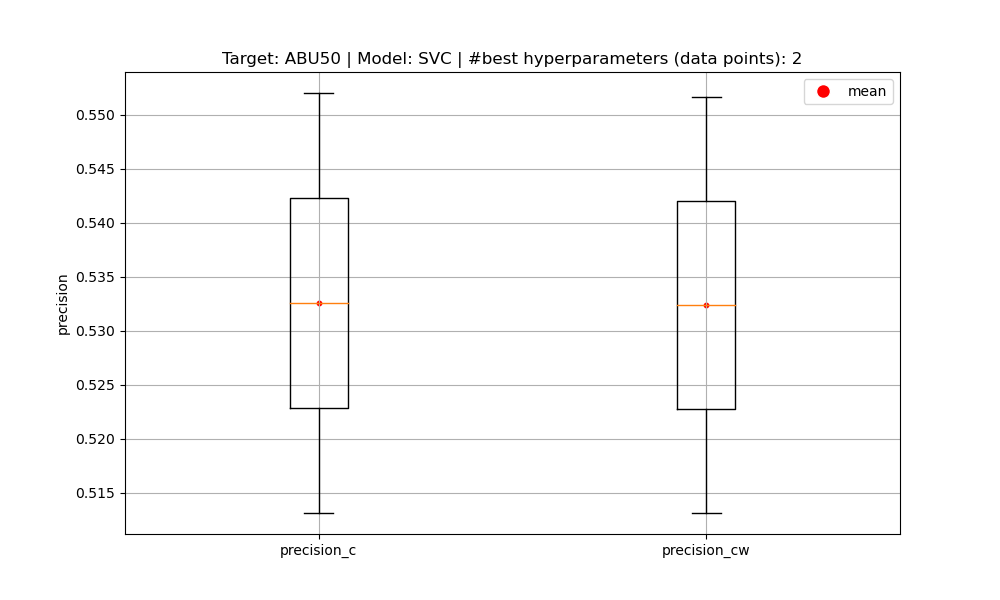 Target: ABU50 | Model: SVC | #best hyperparameters (data points): 2
mean
0.550
0.545
0.540
0.535
0.530
0.525
0.520
0.515
precision
precision_c
precision_cw